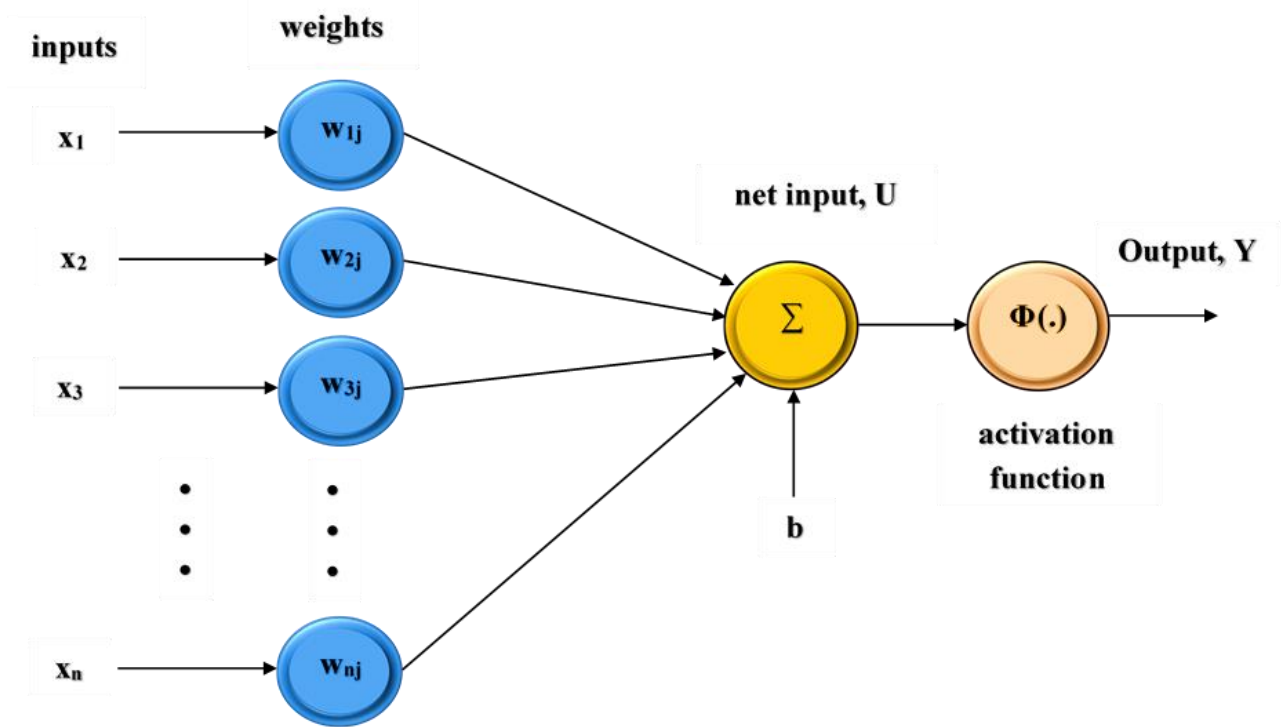 inputs
weights
x₁
w₁ⱼ
x₂
w₂ⱼ
x₃
w₃ⱼ
xₙ
wₙⱼ
net input, U
Σ
b
Φ(.)
activation
function
Output, Y